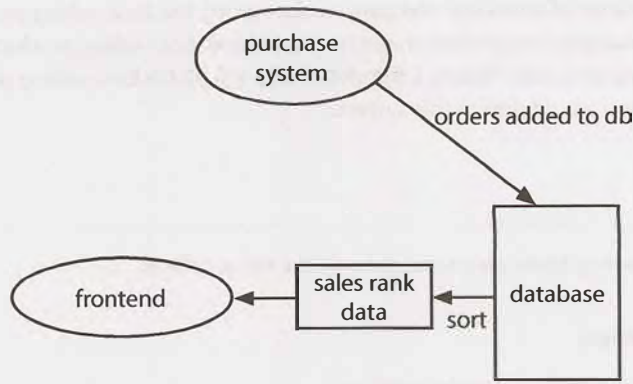 purchase
system
orders added to db
database
sort
sales rank
data
frontend